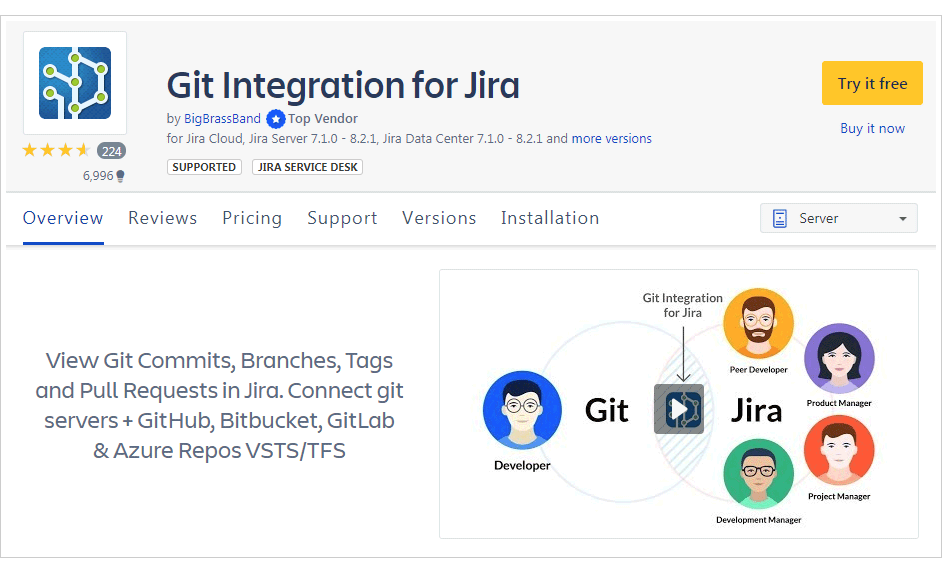 Git Integration for Jira
by BigBrassBand Top Vendor
for Jira Cloud, Jira Server 7.1.0 - 8.2.1, Jira Data Center 7.1.0 - 8.2.1 and more versions
SUPPORTED JIRA SERVICE DESK
224
6,996
Try it free
Buy it now
Overview Reviews Pricing Support Versions Installation
Server
View Git Commits, Branches, Tags
and Pull Requests in Jira. Connect git
servers + GitHub, Bitbucket, GitLab
& Azure Repos VSTS/TFS
Git Integration
for Jira
Git
Jira
Developer
Peer Developer
Product Manager
Project Manager
Development Manager